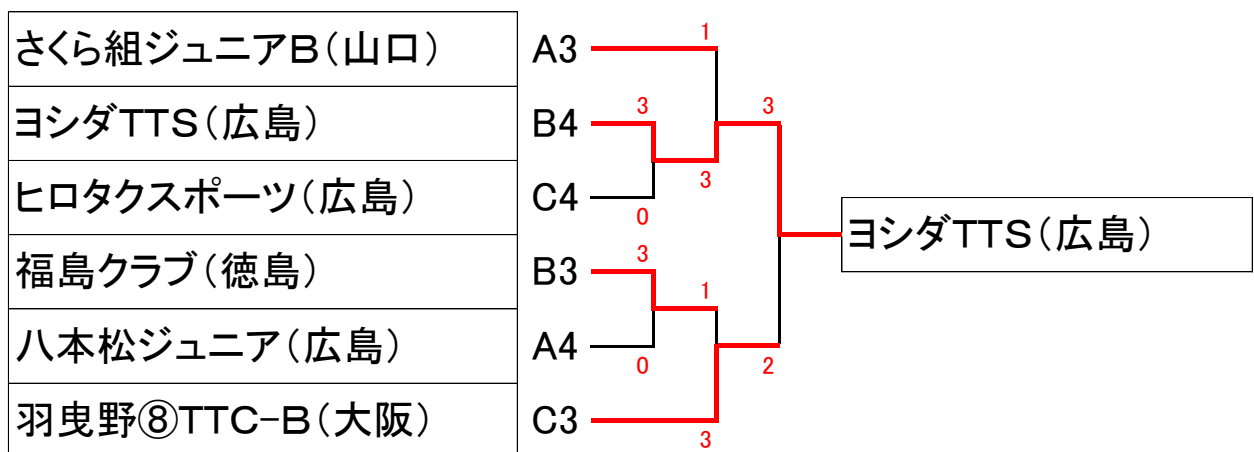 さくら組ジュニアB(山口) A3 1
ヨシダTTS(広島) B4 3 3
ヒロタクスポーツ(広島) C4 0 3
福島クラブ(徳島) B3 3 1
八本松ジュニア(広島) A4 0 2
羽曳野⑧TTC-B(大阪) C3 3
ヨシダTTS(広島)